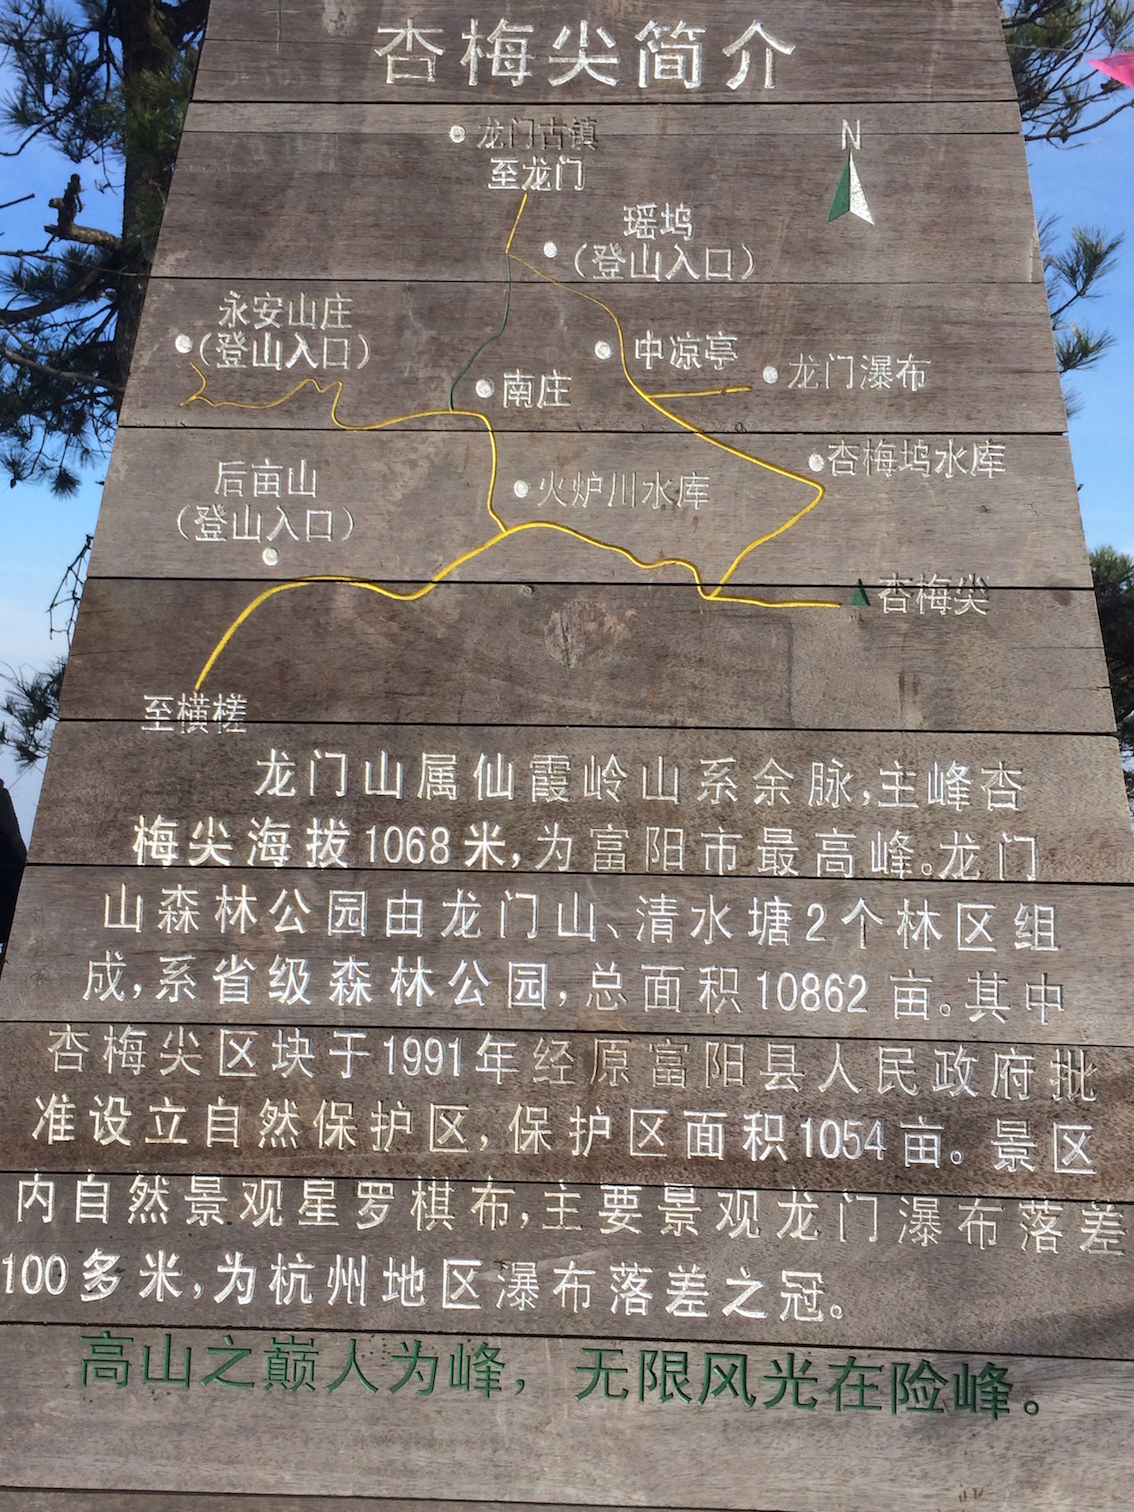 杏梅尖简介
龙门古镇
至龙门
N
瑶坞
（登山入口）
永安山庄
（登山入口）
中凉亭
龙门瀑布
南庄
杏梅坞水库
后亩山
（登山入口）
火炉川水库
杏梅尖
至横槎
龙门山属仙霞岭山系余脉，主峰杏
梅尖海拔1068米，为富阳市最高峰。龙门
山森林公园由龙门山、清水塘2个林区组
成，系省级森林公园，总面积10862亩。其中
杏梅尖区块于1991年经原富阳县人民政府批
准设立自然保护区，保护区面积1054亩。景区
内自然景观星罗棋布，主要景观龙门瀑布落差
100多米，为杭州地区瀑布落差之冠。
高山之巅人为峰，无限风光在险峰。